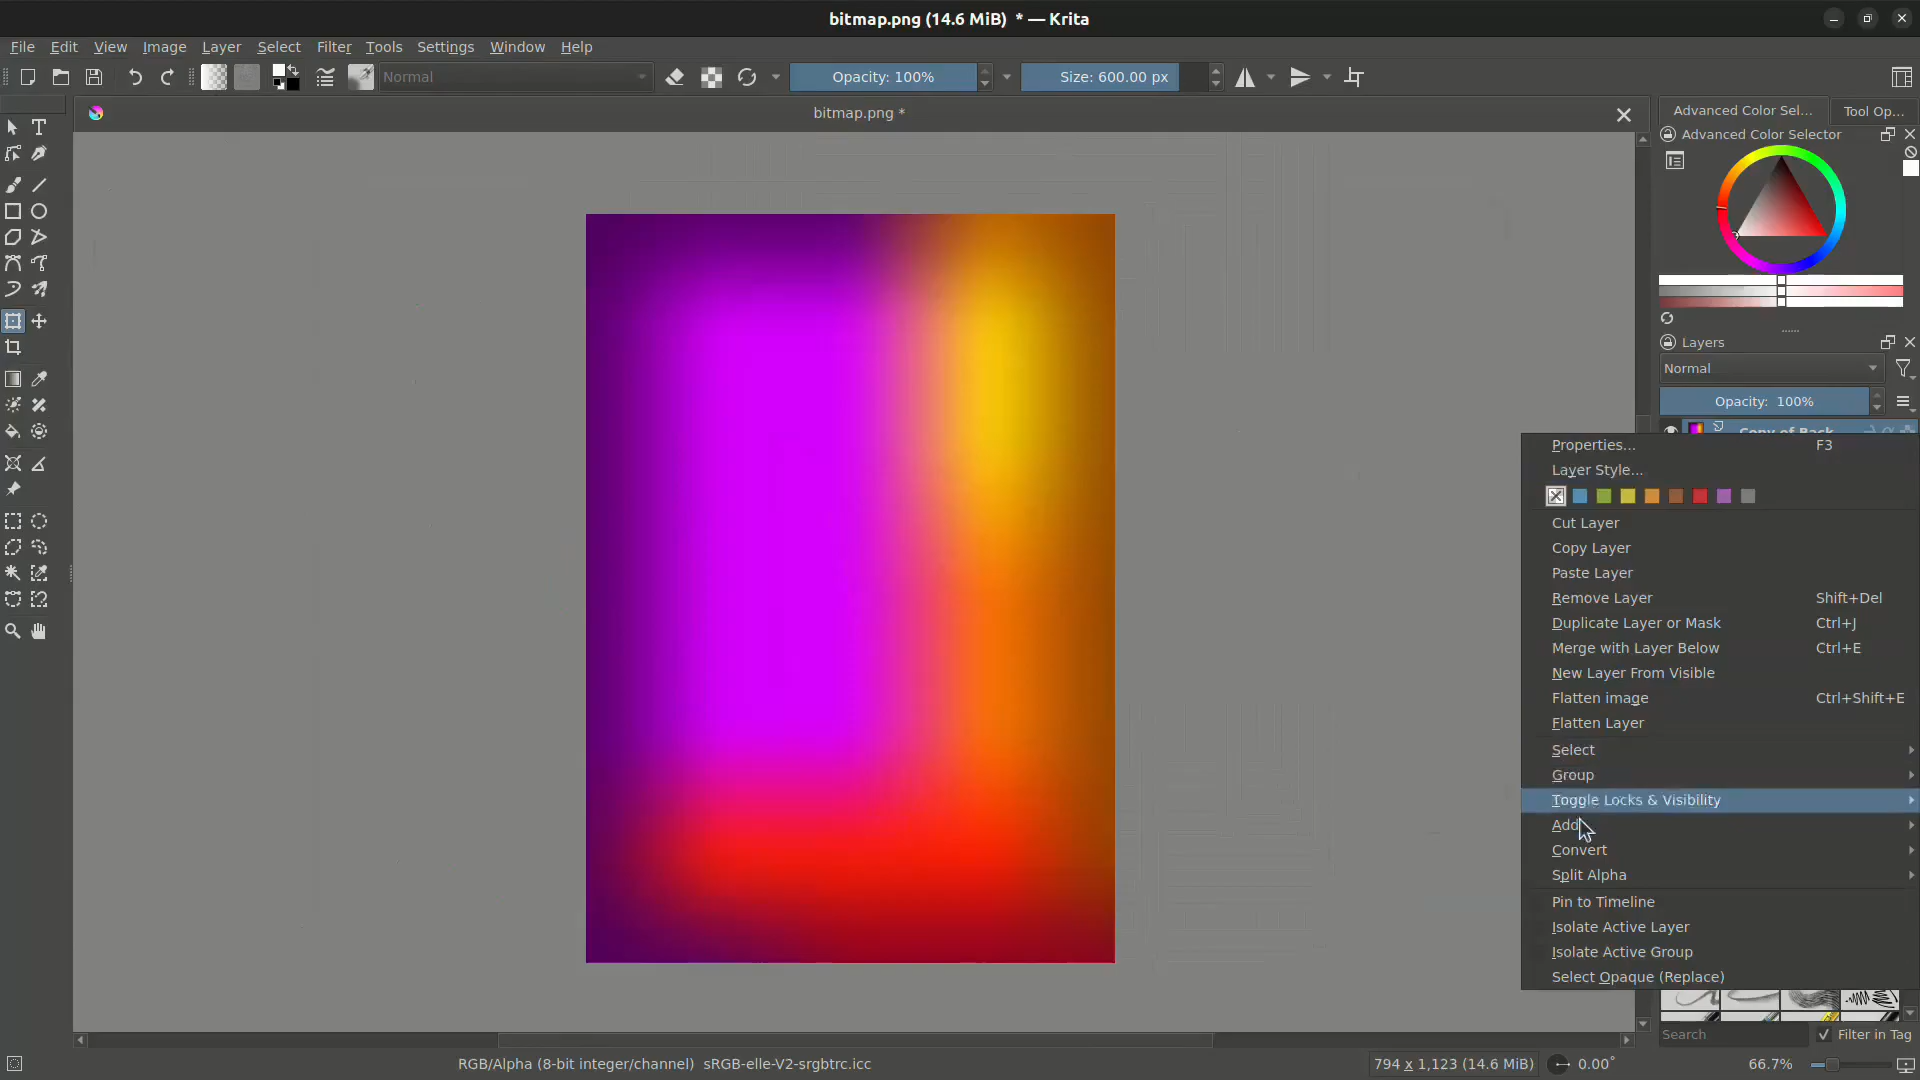 bitmap.png (14.6 MiB) * — Krita
File Edit View Image Layer Select Filter Tools Settings Window Help
Normal
Opacity: 100%
Size: 600.00 px
bitmap.png *
Advanced Color Sel...
Tool Op...
Advanced Color Selector
Layers
Normal
Opacity: 100%
Copy of Back
Properties... F3
Layer Style...
Cut Layer
Copy Layer
Paste Layer
Remove Layer Shift+Del
Duplicate Layer or Mask Ctrl+J
Merge with Layer Below Ctrl+E
New Layer From Visible
Flatten image Ctrl+Shift+E
Flatten Layer
Select
Group
Toggle Locks & Visibility
Add
Convert
Split Alpha
Pin to Timeline
Isolate Active Layer
Isolate Active Group
Select Opaque (Replace)
Search
Filter in Tag
RGB/Alpha (8-bit integer/channel) sRGB-elle-V2-srgbtrc.icc
794 x 1,123 (14.6 MiB)
0.00°
66.7%